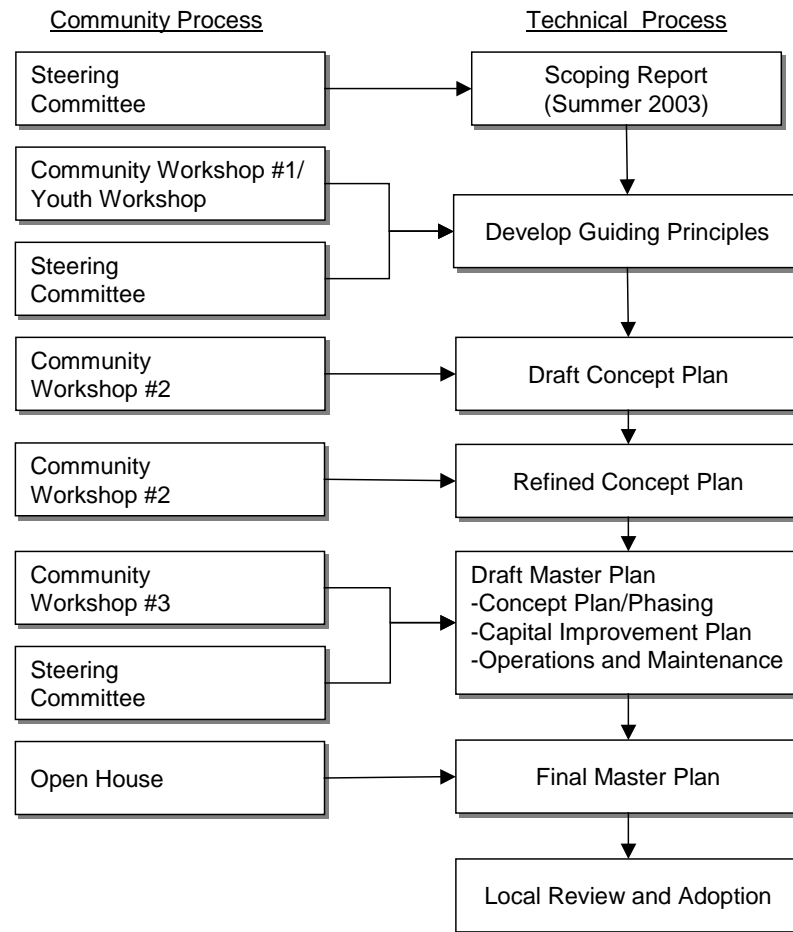 Community Process
Technical Process
Steering
Committee
Scoping Report
(Summer 2003)
Community Workshop #1/
Youth Workshop
Steering
Committee
Develop Guiding Principles
Community
Workshop #2
Draft Concept Plan
Community
Workshop #2
Refined Concept Plan
Community
Workshop #3
Steering
Committee
Draft Master Plan
-Concept Plan/Phasing
-Capital Improvement Plan
-Operations and Maintenance
Open House
Final Master Plan
Local Review and Adoption